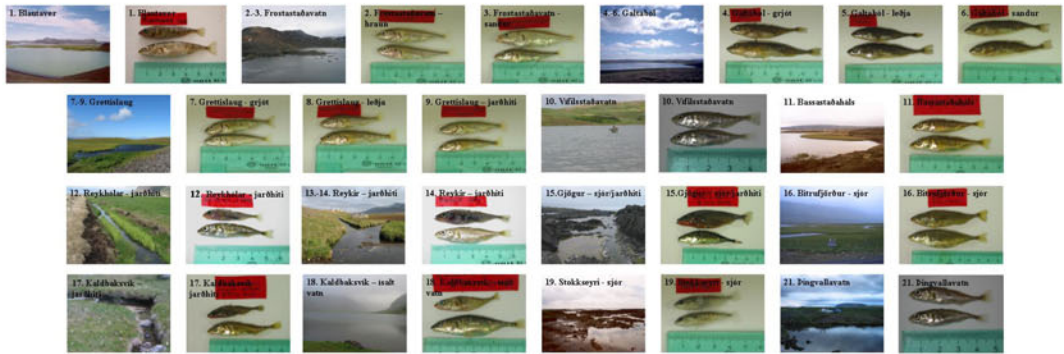 1. Blautaver
1. Blautaver
2.-3. Frostastaðavatn
2. Frostastaðavatn –
hraun
3. Frostastaðavatn -
sandur
4.-6. Galtaból
4. Galtaból - grjót
5. Galtaból - leðja
6. Galtaból - sandur
7.-9. Grettislaug
7. Grettislaug - grjót
8. Grettislaug - leðja
9. Grettislaug – jarðhiti
10. Vífilsstaðavatn
10. Vífilsstaðavatn
11. Bassastaðaháls
11. Bassastaðaháls
12. Reykhólar – jarðhiti
12. Reykhólar - jarðhiti
13.-14. Reykir – jarðhiti
14. Reykir – jarðhiti
15.Gjögur – sjór/jarðhiti
15.Gjögur – sjór/jarðhiti
16. Bitrufjörður - sjór
16. Bitrufjörður - sjór
17. Kaldbaksvík –
jarðhiti
17. Kaldbaksvík –
jarðhiti
18. Kaldbaksvík – ísalt
vatn
18. Kaldbaksvík – ísalt
vatn
19. Stokkseyri - sjór
19. Stokkseyri - sjór
21. Þingvallavatn
21. Þingvallavatn